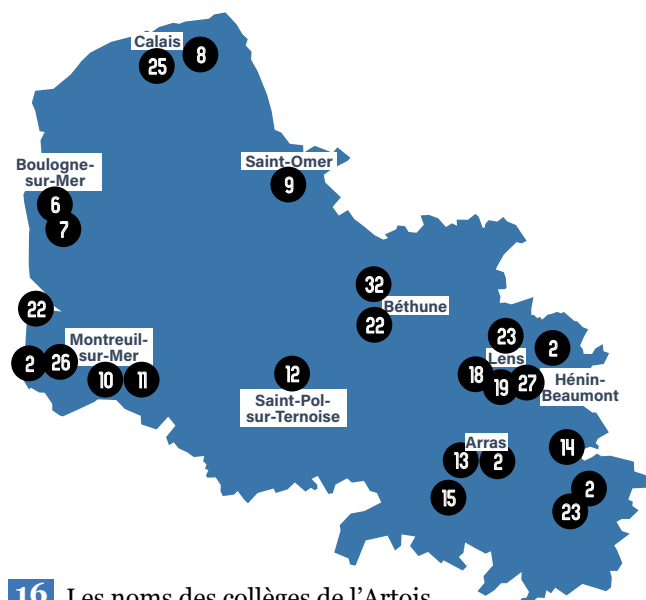 Calais
8
25
Boulogne-
sur-Mer
Saint-Omer
9
6
7
32
Béthune
22
22
23
2
Lens
Montreuil-
sur-Mer
2
26
10
11
12
18
19
27
Hénin-
Beaumont
Saint-Pol-
sur-Ternoise
Arras
13
2
14
15
2
23
16 Les noms des collèges de l'Artois